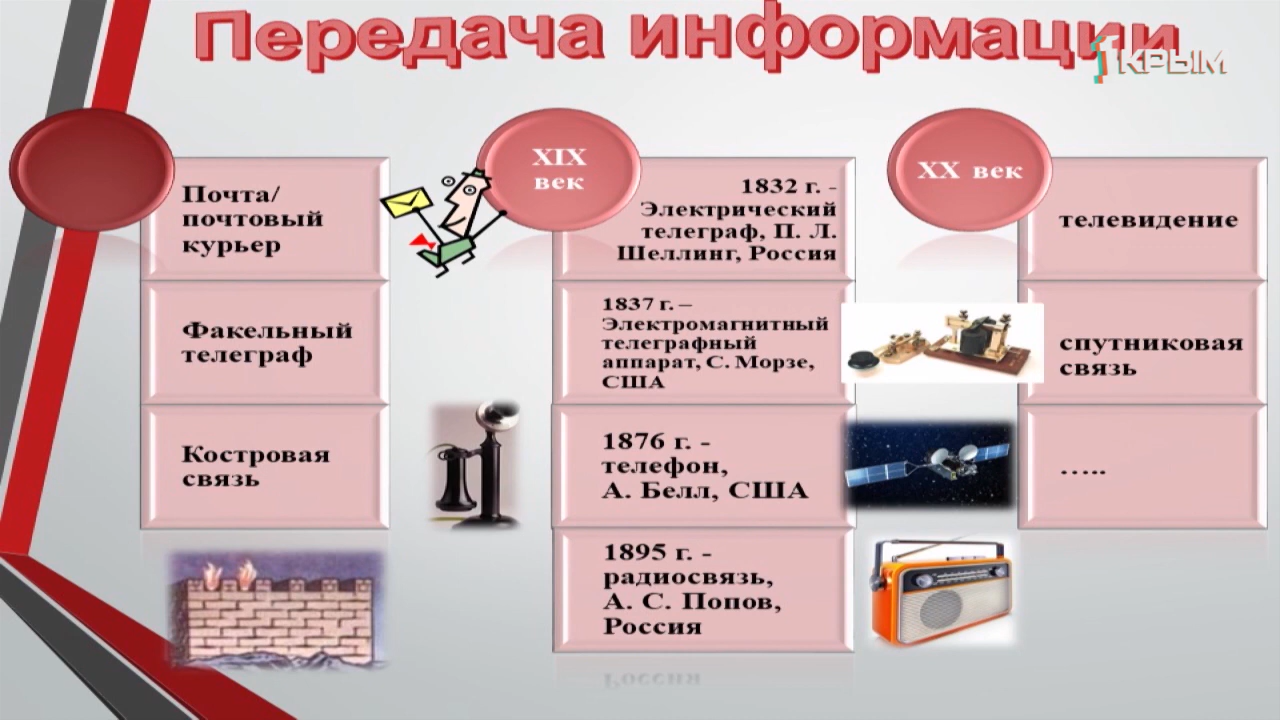 Передача информации
1КРЫМ
Почта/
почтовый
курьер
Факельный
телеграф
Костровая
связь
XIX
век
1832 г. -
Электрический
телеграф, П. Л.
Шеллинг, Россия
1837 г. –
Электромагнитный
телеграфный
аппарат, С. Морзе,
США
1876 г. -
телефон,
А. Белл, США
1895 г. -
радиосвязь,
А. С. Попов,
Россия
XX век
телевидение
спутниковая
связь
…..